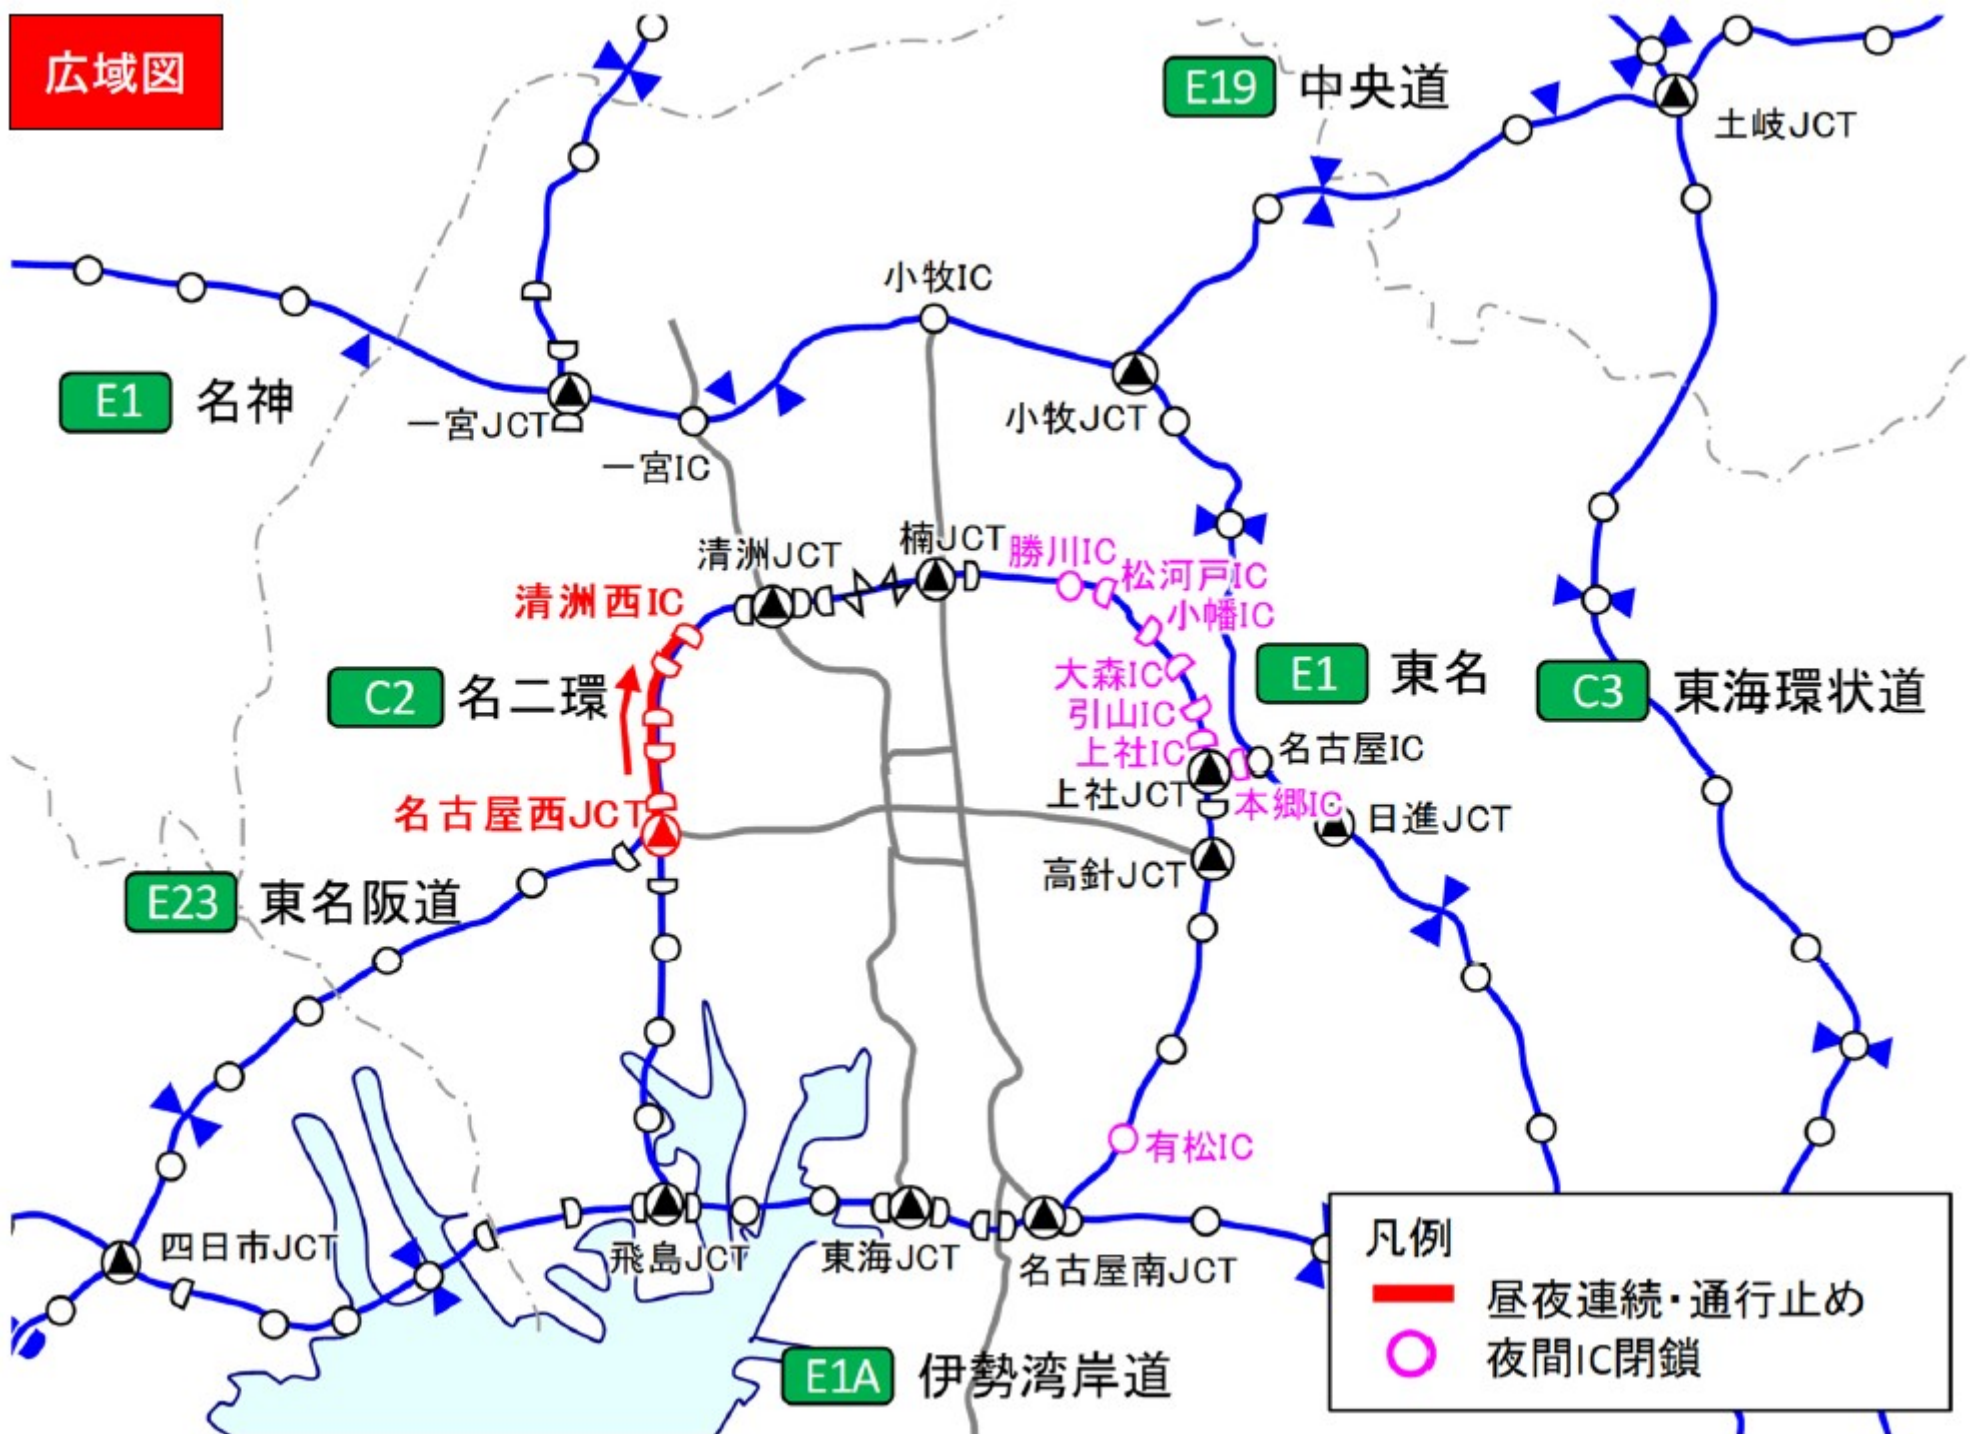 広域図
E19 中央道
土岐JCT
小牧IC
E1 名神
一宮JCT
一宮IC
小牧JCT
清洲JCT
楠JCT
勝川IC
松河戸IC
清洲西IC
小幡IC
C2 名二環
大森IC
引山IC
上社IC
E1 東名
C3 東海環状道
名古屋IC
名古屋西JCT
上社JCT
本郷IC
日進JCT
高針JCT
E23 東名阪道
有松IC
四日市JCT
飛島JCT
東海JCT
名古屋南JCT
E1A 伊勢湾岸道
凡例
昼夜連続・通行止め
夜間IC閉鎖